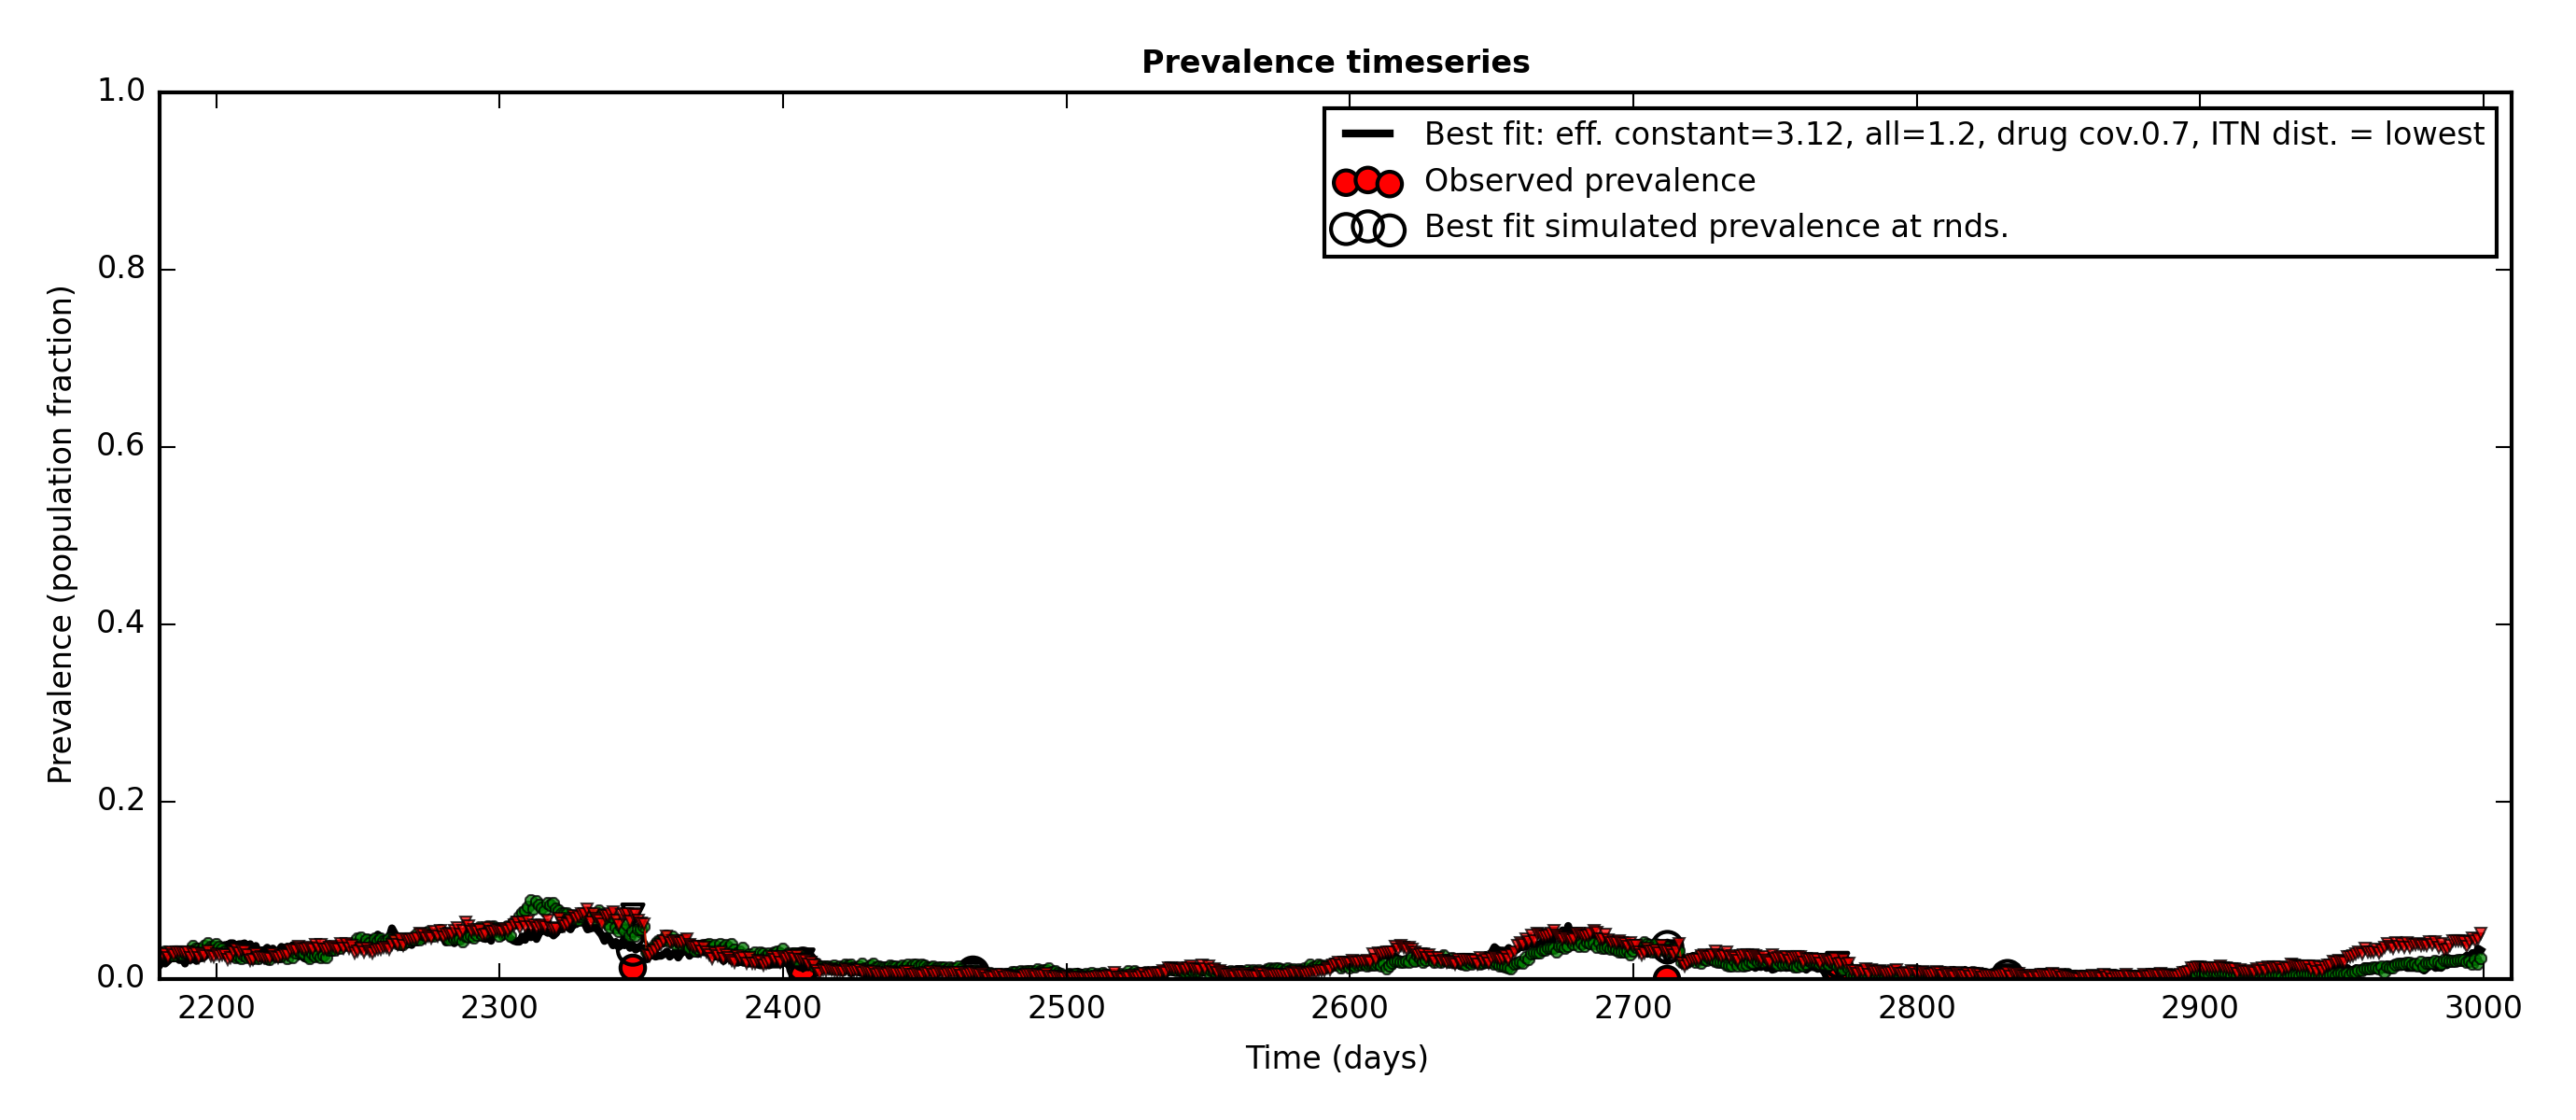 Prevalence timeseries
1.0
0.8
0.6
0.4
0.2
0.0
Prevalence (population fraction)
Best fit: eff. constant=3.12, all=1.2, drug cov.0.7, ITN dist. = lowest
Observed prevalence
Best fit simulated prevalence at rnds.
2200 2300 2400 2500 2600 2700 2800 2900 3000
Time (days)